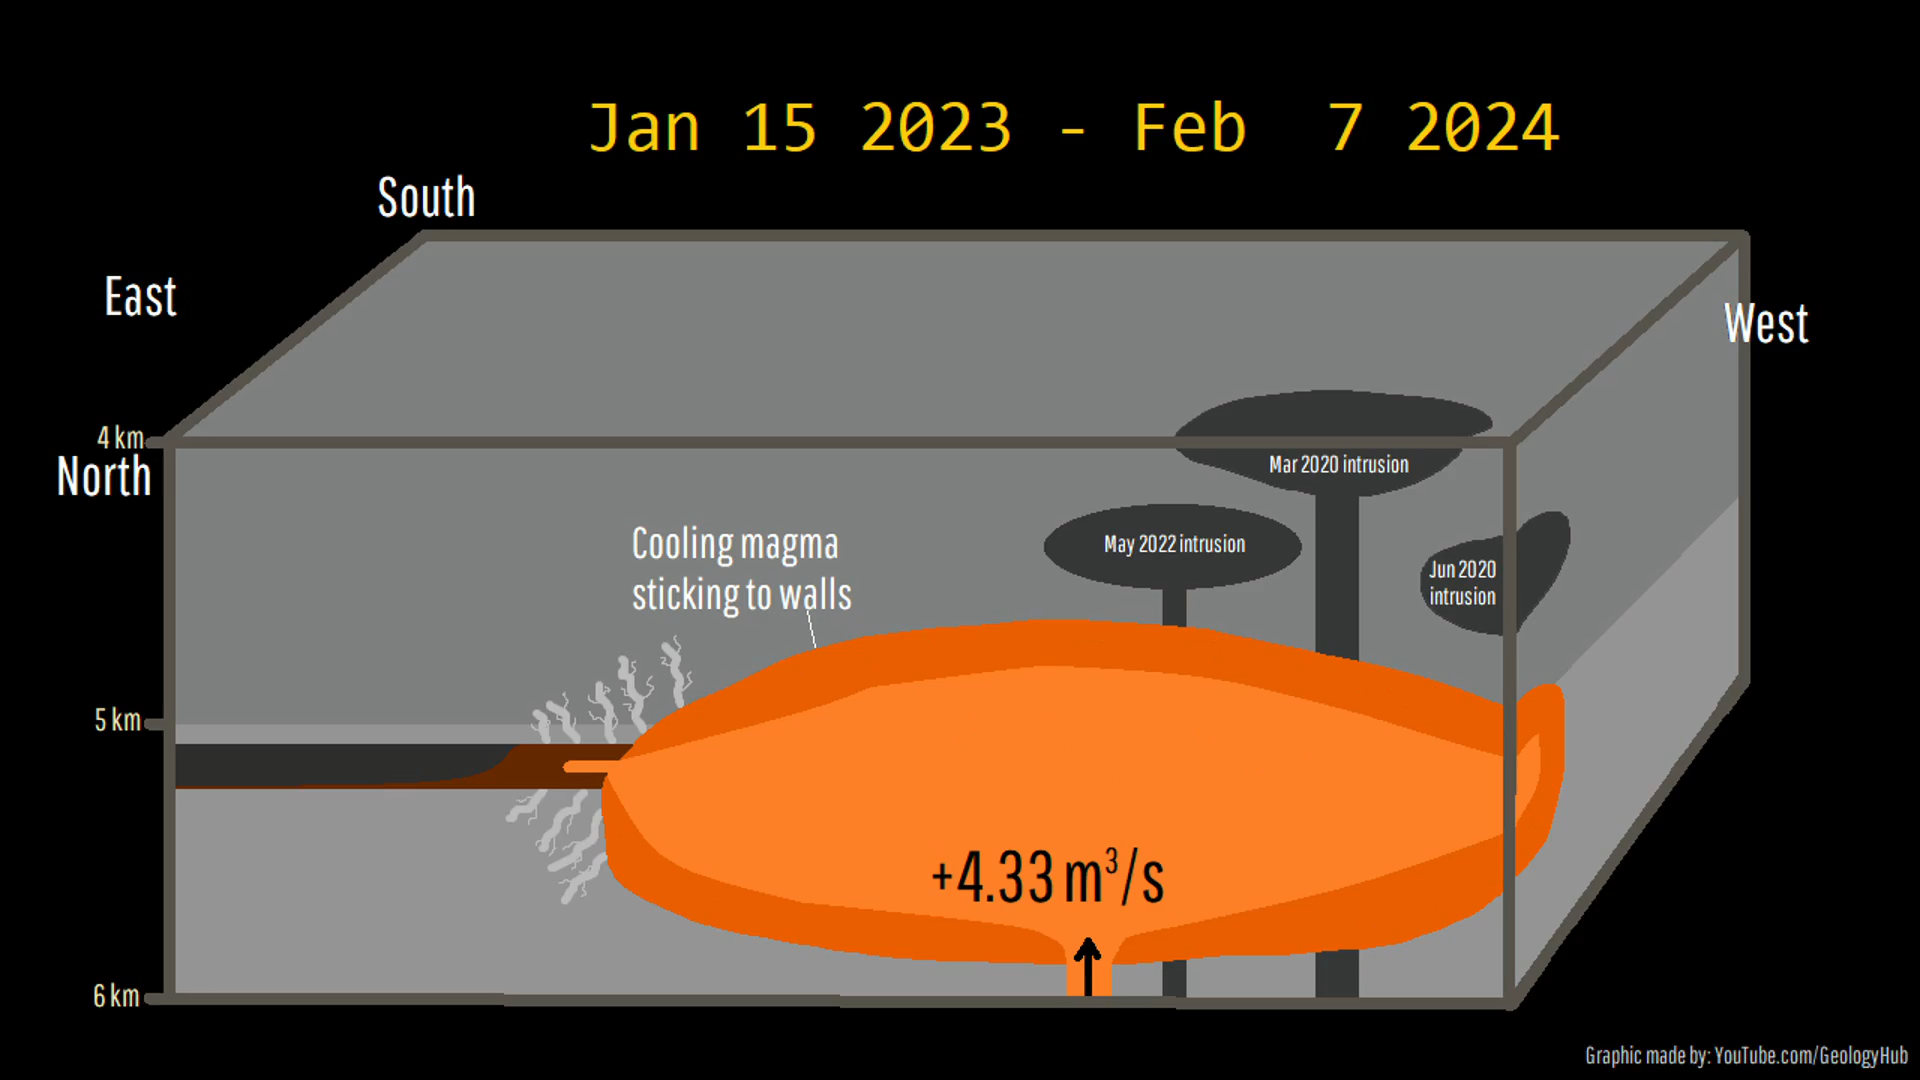 Jan 15 2023 - Feb 7 2024
South
East
West
4 km
North
Mar 2020 intrusion
Cooling magma
sticking to walls
May 2022 intrusion
Jun 2020
intrusion
5 km
+4.33 m³/s
6 km
Graphic made by: YouTube.com/GeologyHub